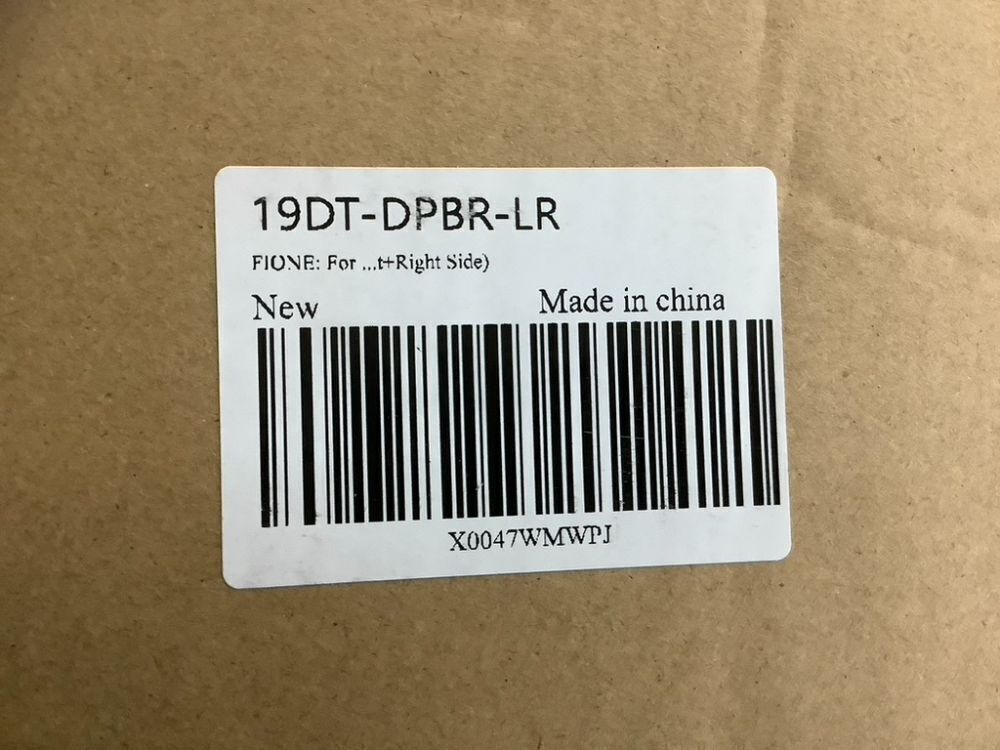 19DT-DPBR-LR
FIONE: For ...t+Right Side)
New Made in china
X0047WMWPJ